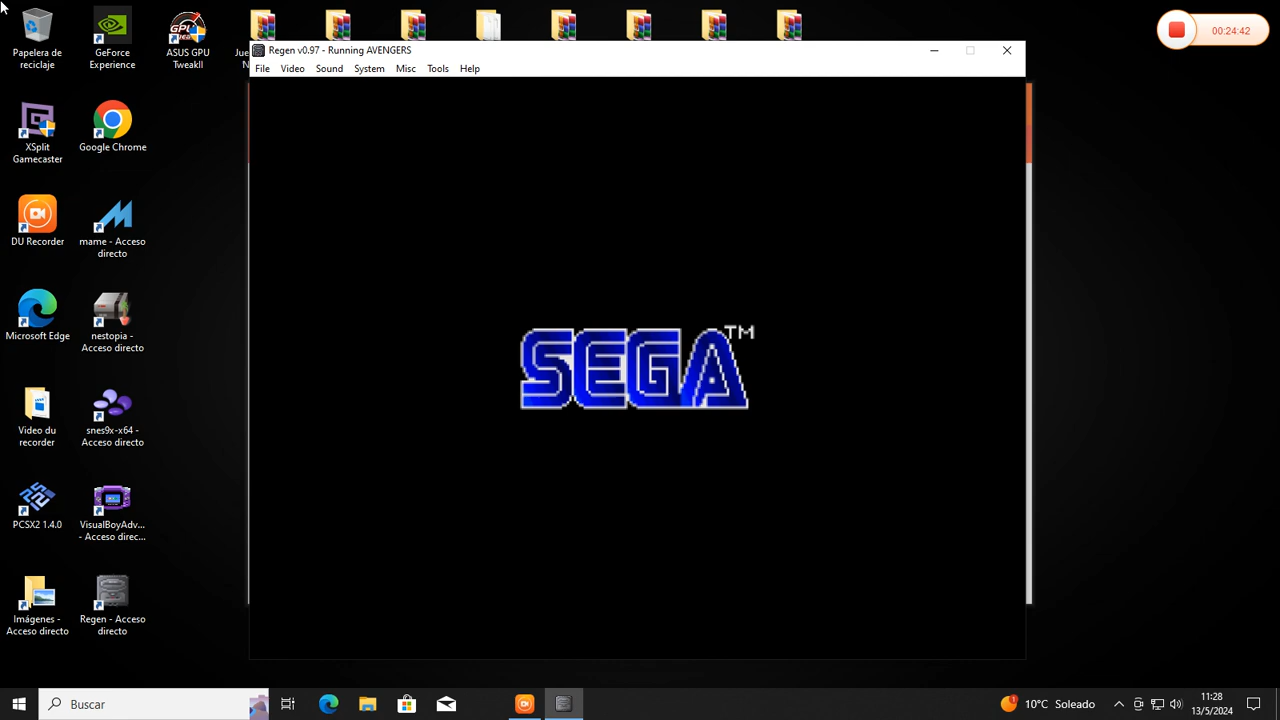 Papelera de
reciclaje
GeForce
Experience
ASUS GPU
TweakII
00:24:42
Regen v0.97 - Running AVENGERS
File Video Sound System Misc Tools Help
XSplit
Gamecaster
Google Chrome
DU Recorder
mame - Acceso
directo
Microsoft Edge
nestopia -
Acceso directo
Video du
recorder
snes9x-x64 -
Acceso directo
PCSX2 1.4.0
VisualBoyAdv...
- Acceso direc...
Imágenes -
Acceso directo
Regen - Acceso
directo
SEGA™
Buscar
10°C Soleado
11:28
13/5/2024